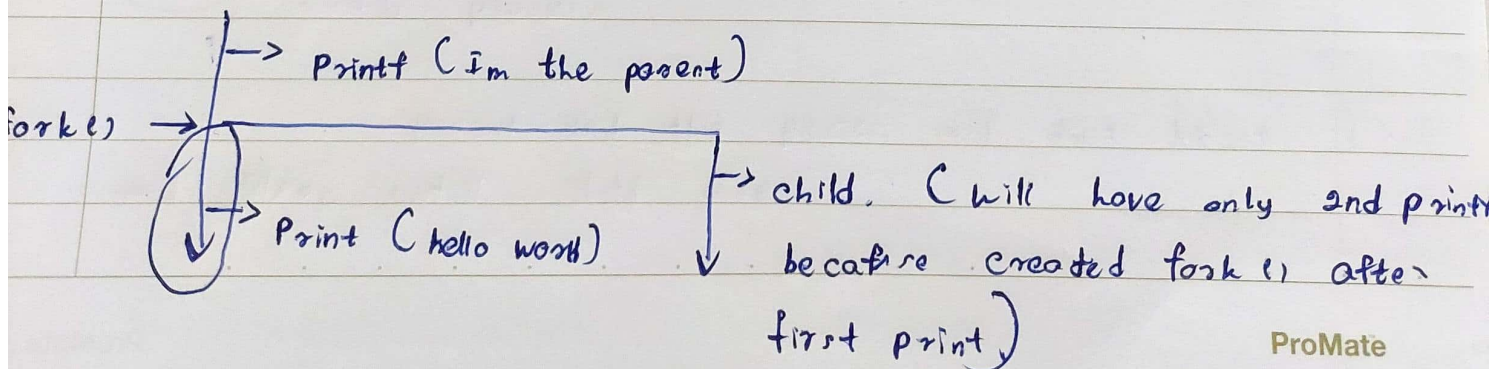 Printf (Im the parent)
fork()
child. (will have only 2nd printf
Print (hello world)
because created fork() after
first print)
ProMate